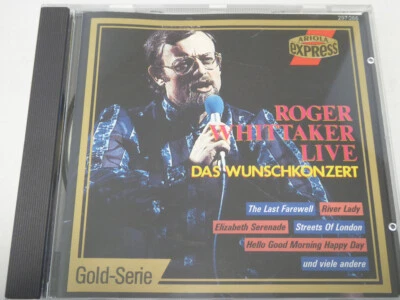 ARIOLA
express
ROGER
WHITTAKER
LIVE
DAS WUNSCHKONZERT
The Last Farewell River Lady
Elizabeth Serenade Streets Of London
Hello Good Morning Happy Day
und viele andere
Gold-Serie